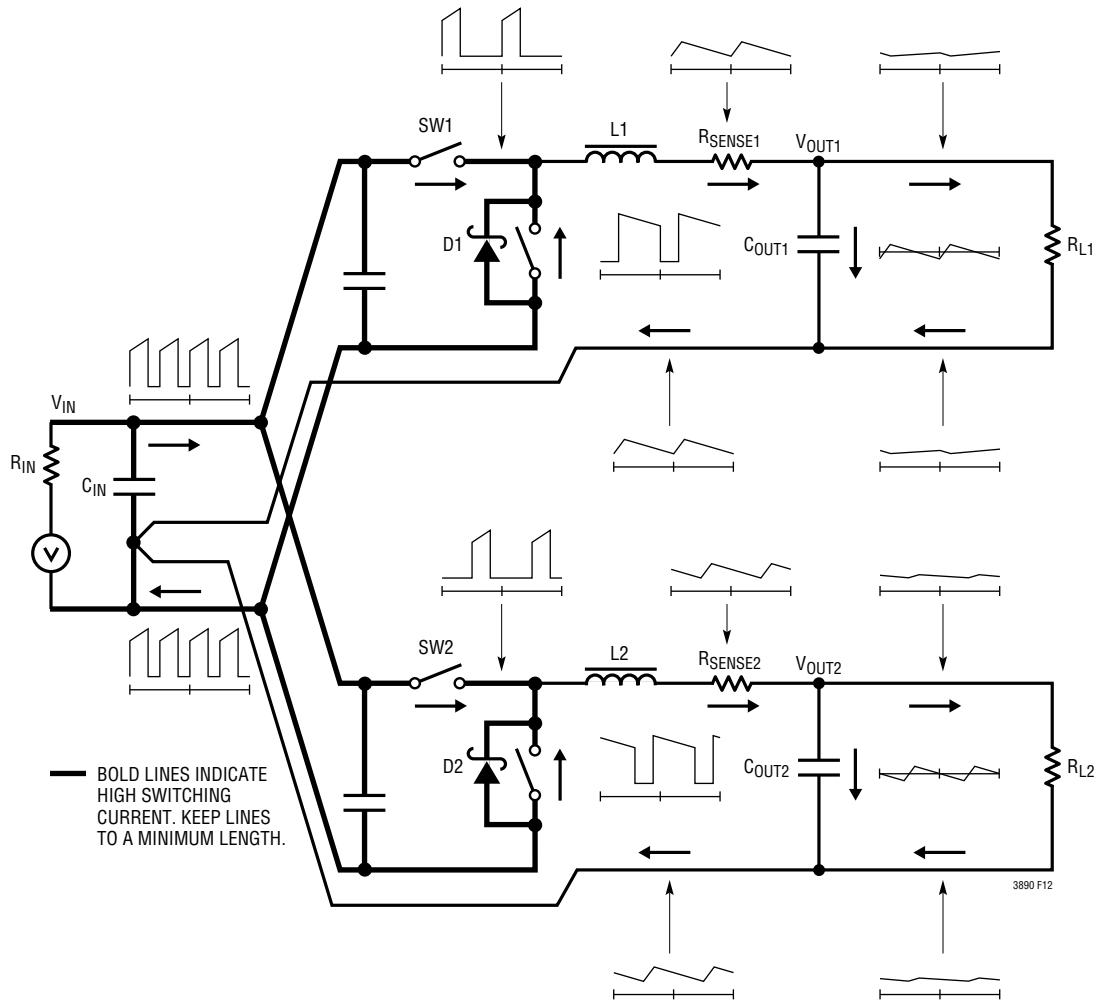 SW1
L1
RSENSE1
VOUT1
D1
COUT1
RL1
VIN
RIN
CIN
V
SW2
L2
RSENSE2
VOUT2
D2
COUT2
RL2
BOLD LINES INDICATE
HIGH SWITCHING
CURRENT. KEEP LINES
TO A MINIMUM LENGTH.
3890 F12